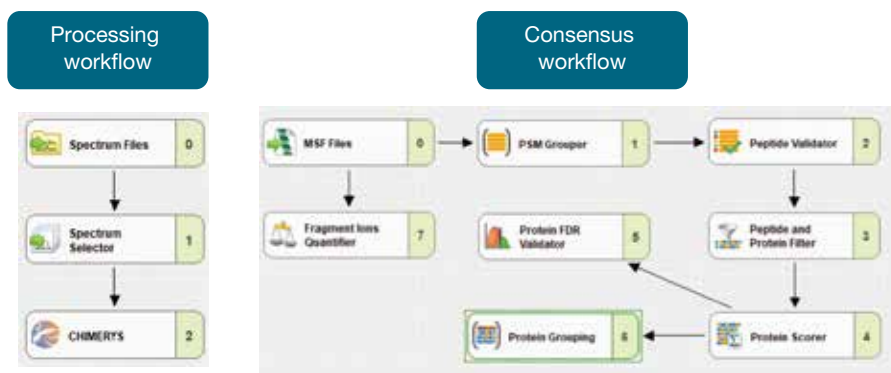 Processing
workflow
Consensus
workflow
Spectrum Files 0
MSF Files 0
PSM Grouper 1
Peptide Validator 2
Spectrum
Selector 1
Fragment Ions
Quantifier 7
Protein FDR
Validator 5
Peptide and
Protein Filter 3
CHIMERYS 2
Protein Grouping 6
Protein Scorer 4